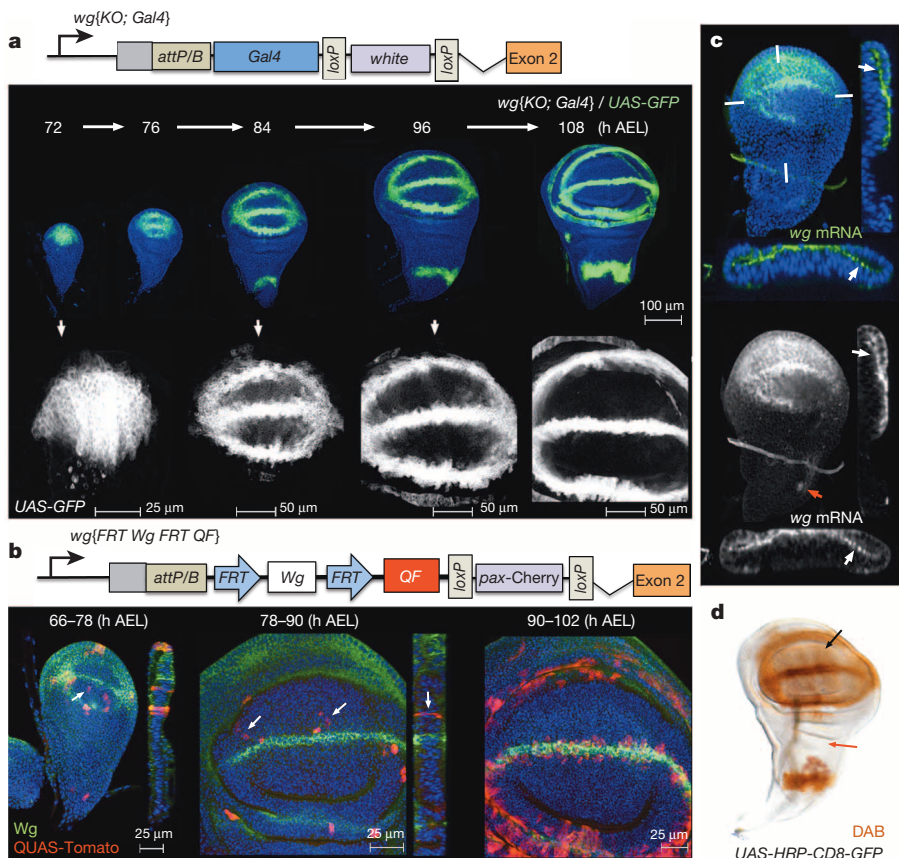 a
wg{KO; Gal4}
attP/B Gal4 loxP white loxP Exon 2
wg{KO; Gal4} / UAS-GFP
72 76 84 96 108 (h AEL)
100 μm
UAS-GFP
25 μm 50 μm 50 μm 50 μm
b
wg{FRT Wg FRT QF}
attP/B FRT Wg FRT QF loxP pax-Cherry loxP Exon 2
66–78 (h AEL) 78–90 (h AEL) 90–102 (h AEL)
Wg
QUAS-Tomato
25 μm 25 μm 25 μm
c
wg mRNA
wg mRNA
d
DAB
UAS-HRP-CD8-GFP